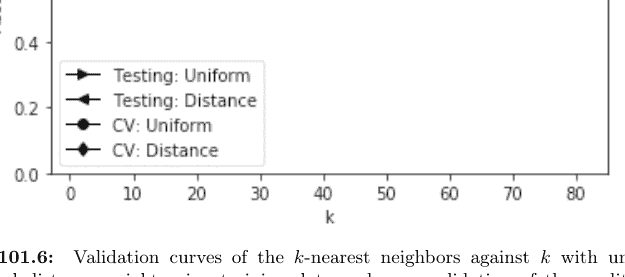 0.4
Testing: Uniform
Testing: Distance
0.2
CV: Uniform
CV: Distance
0.0
0 10 20 30 40 50 60 70 80
k
101.6: Validation curves of the k-nearest neighbors against k with un